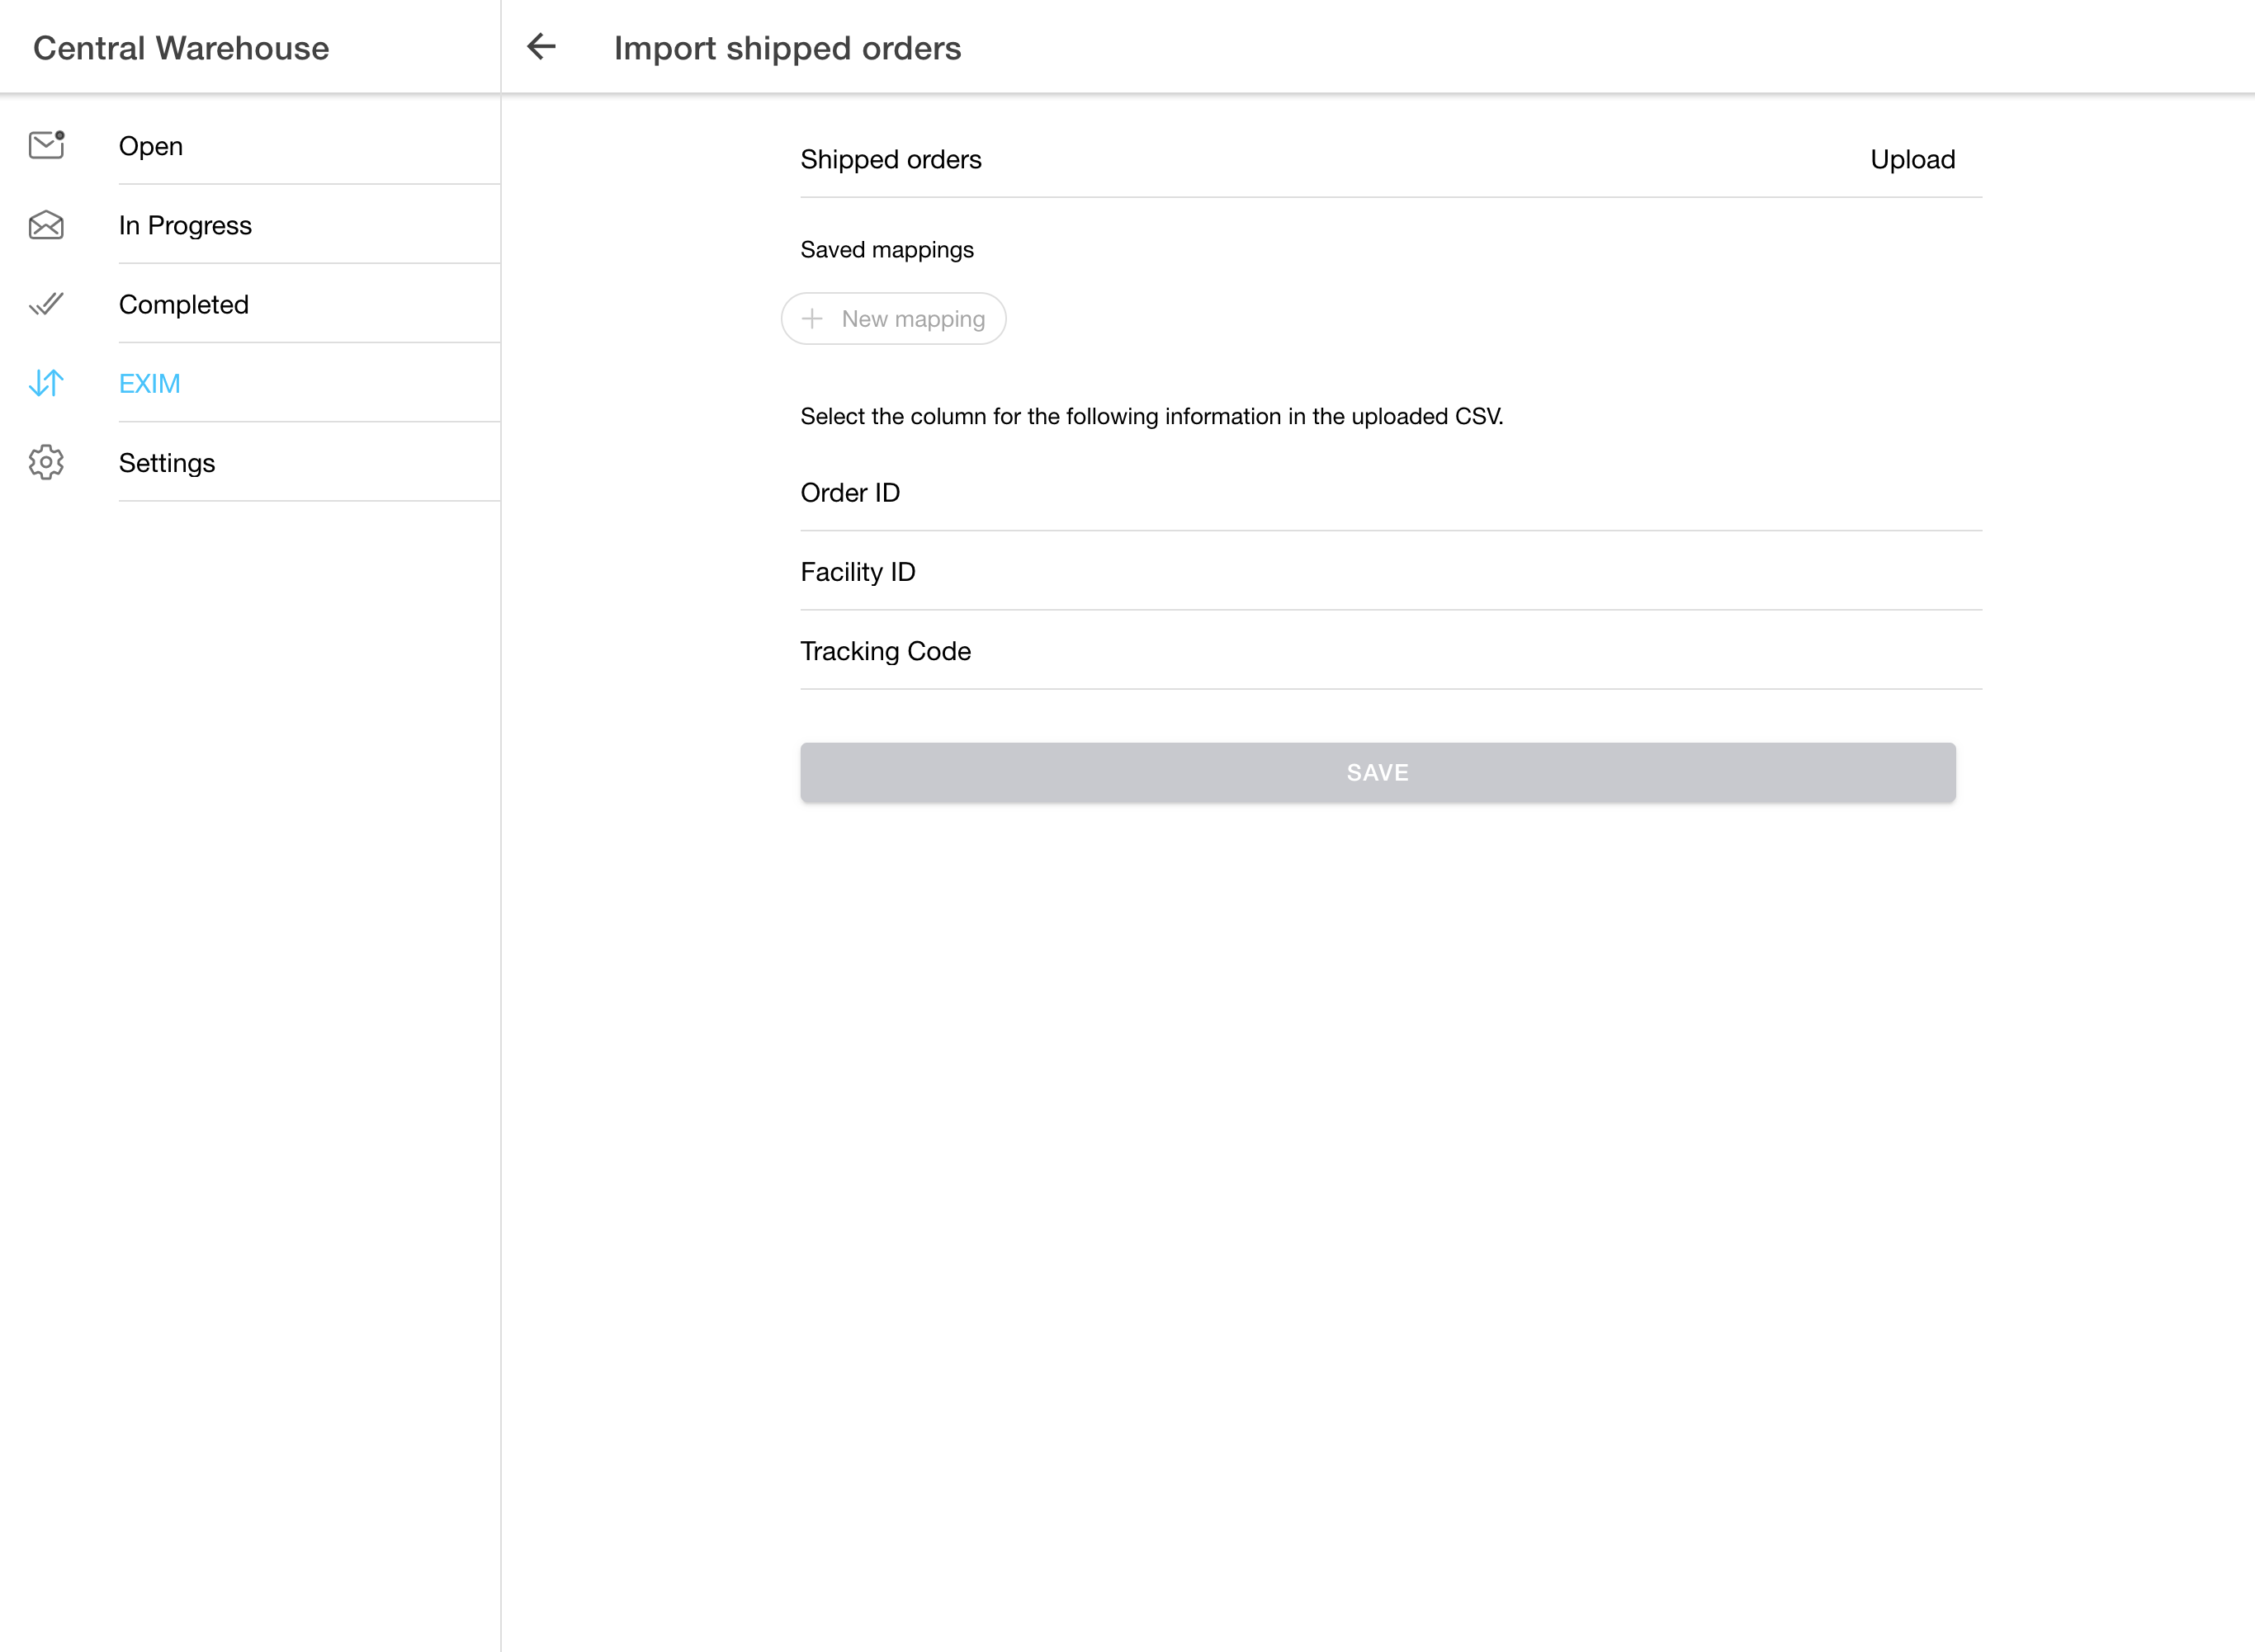 Central Warehouse
Open
In Progress
Completed
EXIM
Settings
Import shipped orders
Shipped orders
Upload
Saved mappings
New mapping
Select the column for the following information in the uploaded CSV.
Order ID
Facility ID
Tracking Code
SAVE